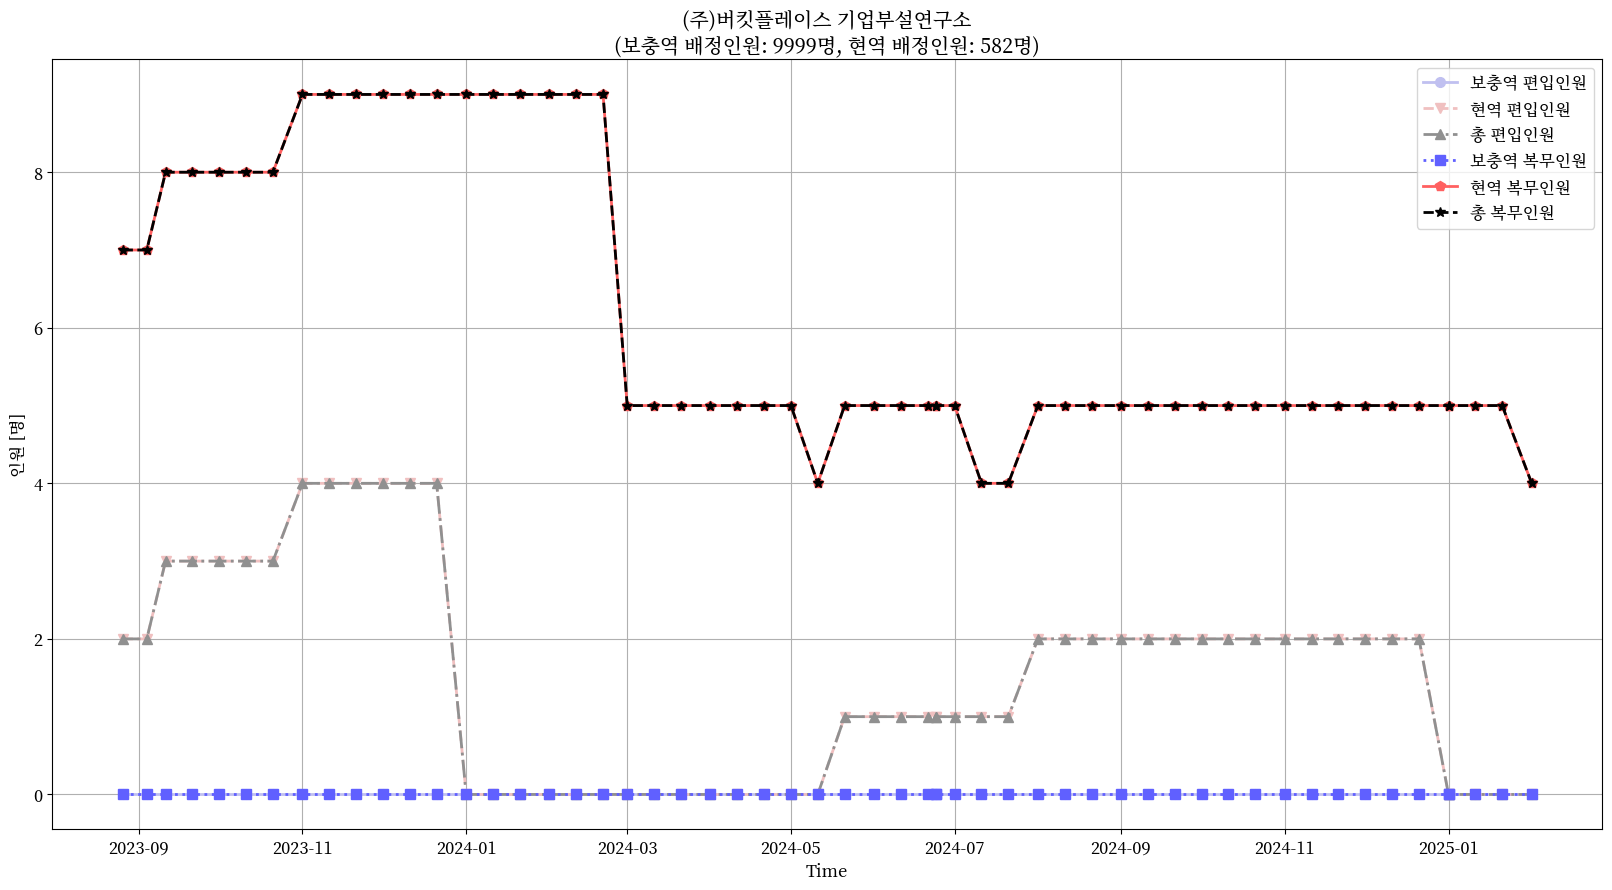 (주)버킷플레이스 기업부설연구소
(보충역 배정인원: 9999명, 현역 배정인원: 582명)
보충역 편입인원
현역 편입인원
총 편입인원
보충역 복무인원
현역 복무인원
총 복무인원
인원 [명]
8
6
4
2
0
2023-09 2023-11 2024-01 2024-03 2024-05 2024-07 2024-09 2024-11 2025-01
Time